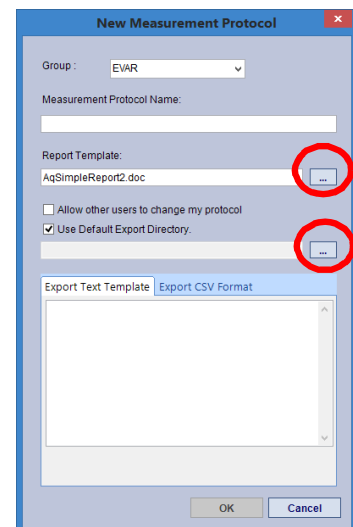 New Measurement Protocol
×
Group :
EVAR
Measurement Protocol Name:
Report Template:
AqSimpleReport2.doc
...
Allow other users to change my protocol
Use Default Export Directory.
...
Export Text Template Export CSV Format
OK Cancel